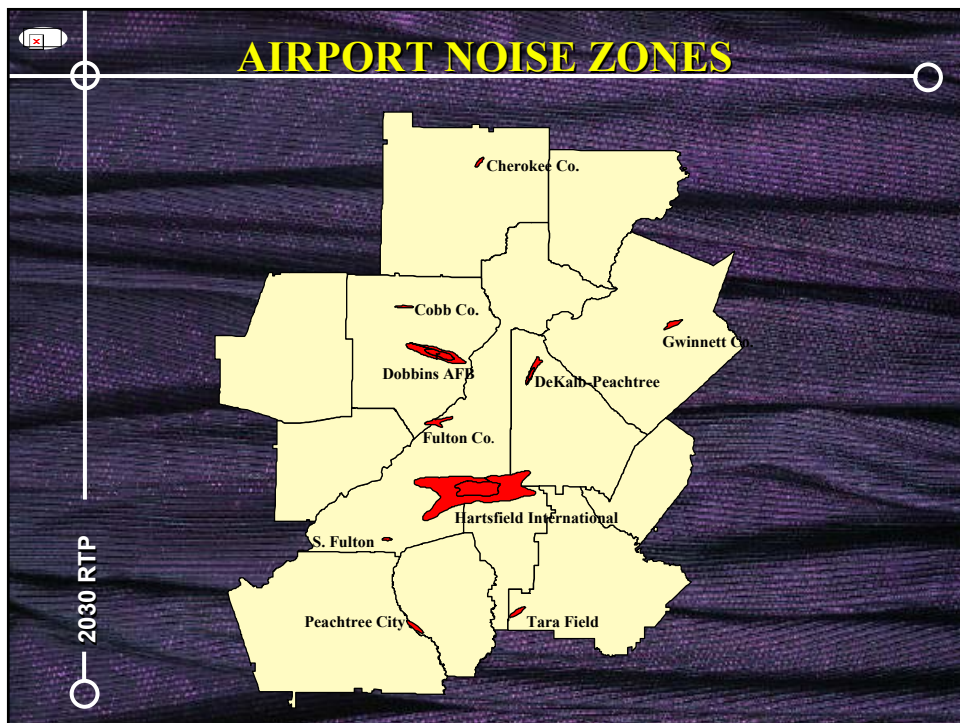 AIRPORT NOISE ZONES
Cherokee Co.
Cobb Co.
Gwinnett Co.
Dobbins AFB
DeKalb-Peachtree
Fulton Co.
Hartsfield International
S. Fulton
Peachtree City
Tara Field
2030 RTP